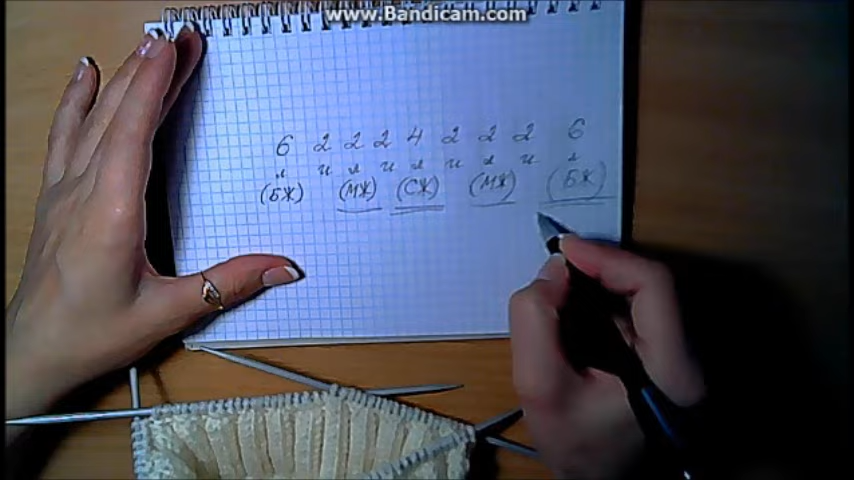 www.Bandicam.com
6 2 2 2 4 2 2 2 6
л и л и л и л и л
(БЖ) (МЖ) (СЖ) (МЖ) (БЖ)